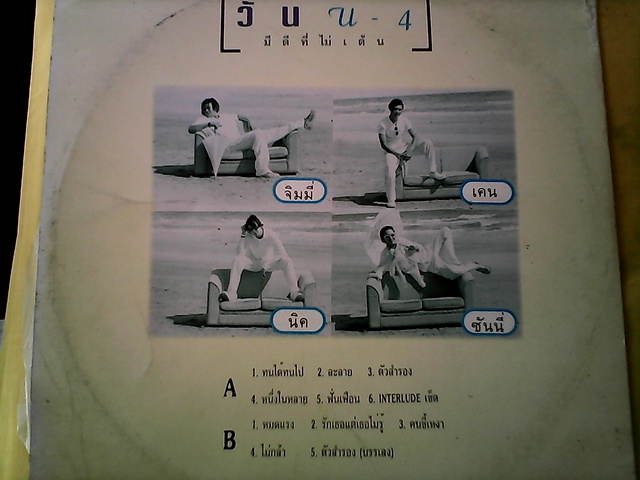 วัน น - 4
มีดีที่ไม่เต้น
จิมมี่
เคน
นิค
ซันนี่
A
1. ทนได้ทนไป 2. ละลาย 3. ตัวสำรอง
4. หนึ่งในหลาย 5. ฟั่นเฟือน 6. INTERLUDE เข็ด
B
1. หมดแรง 2. รักเธอแต่เธอไม่รู้ 3. คนขี้เหงา
4. ไม่กล้า 5. ตัวสำรอง (บรรเลง)